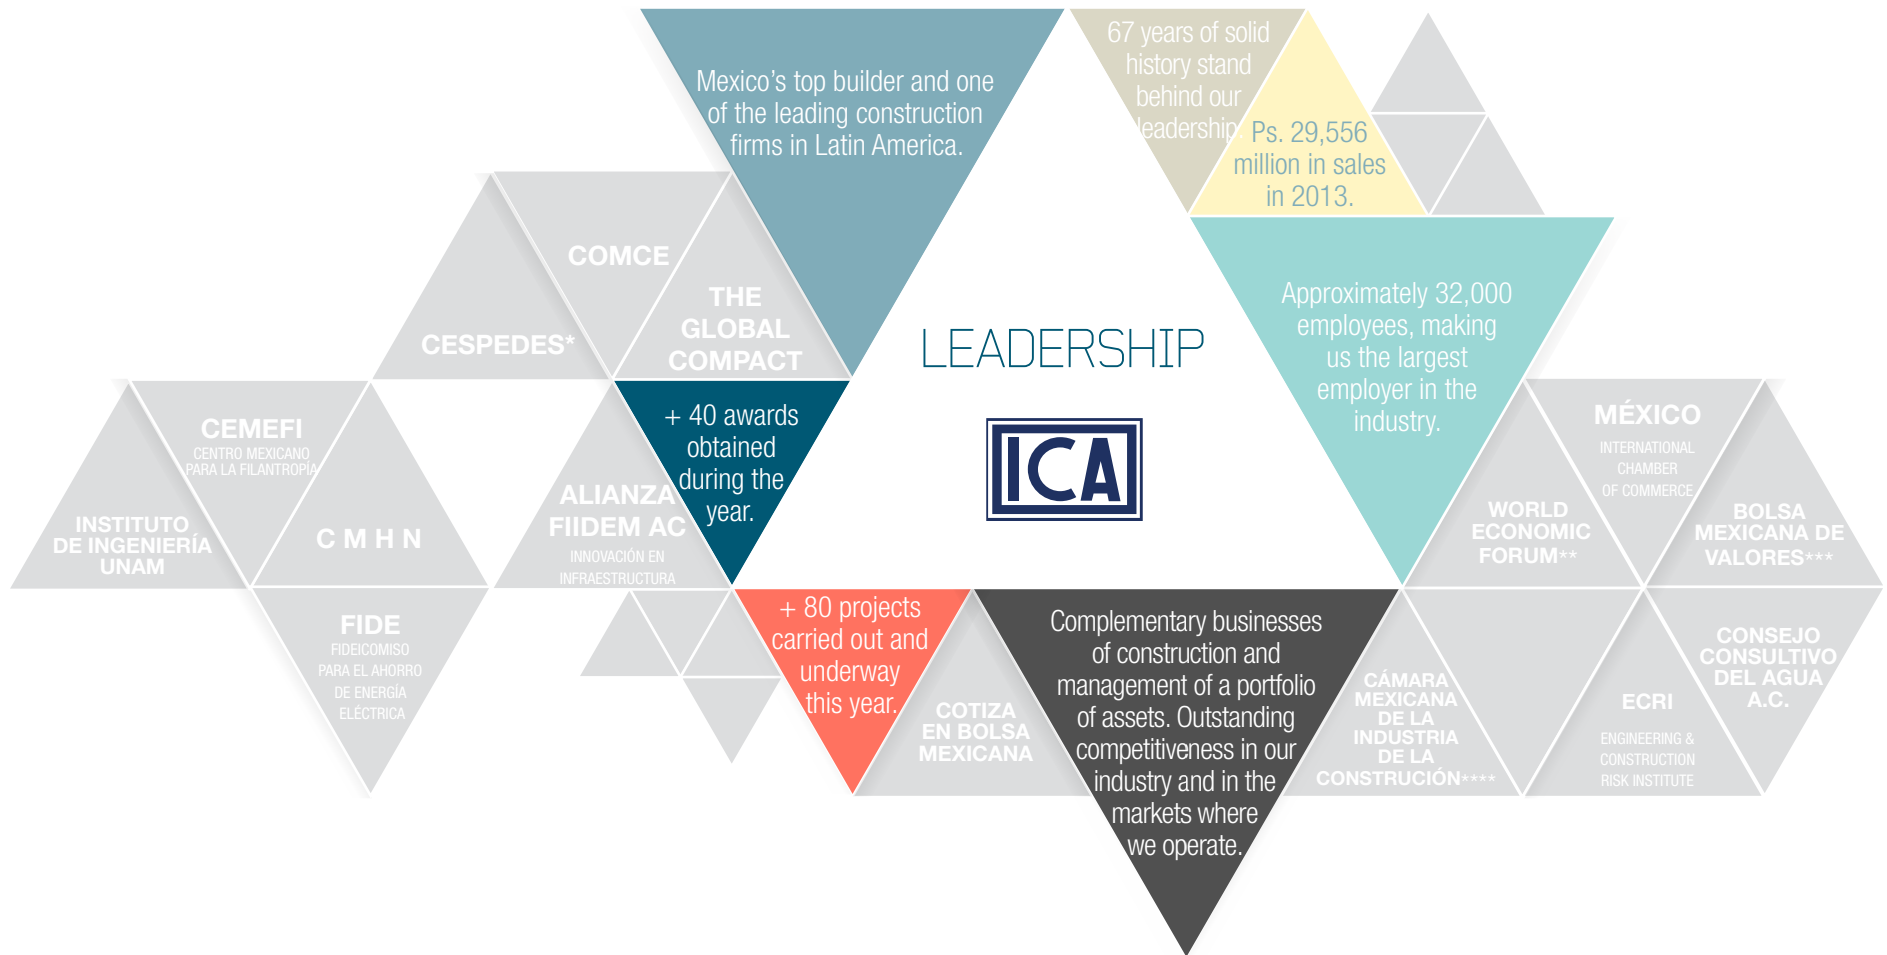 Mexico's top builder and one
of the leading construction
firms in Latin America.
67 years of solid
history stand
behind our
leadership.
Ps. 29,556
million in sales
in 2013.
COMCE
THE
GLOBAL
COMPACT
CESPEDES*
LEADERSHIP
ICA
Approximately 32,000
employees, making
us the largest
employer in the
industry.
+ 40 awards
obtained
during the
year.
CEMEFI
CENTRO MEXICANO
PARA LA FILANTROPÍA
INSTITUTO
DE INGENIERÍA
UNAM
C M H N
ALIANZA
FIIDEM AC
INNOVACIÓN EN
INFRAESTRUCTURA
MÉXICO
INTERNATIONAL
CHAMBER
OF COMMERCE
WORLD
ECONOMIC
FORUM**
BOLSA
MEXICANA DE
VALORES***
FIDE
FIDEICOMISO
PARA EL AHORRO
DE ENERGÍA
ELÉCTRICA
+ 80 projects
carried out and
underway
this year.
COTIZA
EN BOLSA
MEXICANA
Complementary businesses
of construction and
management of a portfolio
of assets. Outstanding
competitiveness in our
industry and in the
markets where
we operate.
CÁMARA
MEXICANA
DE LA
INDUSTRIA
DE LA
CONSTRUCIÓN****
ECRI
ENGINEERING &
CONSTRUCTION
RISK INSTITUTE
CONSEJO
CONSULTIVO
DEL AGUA
A.C.